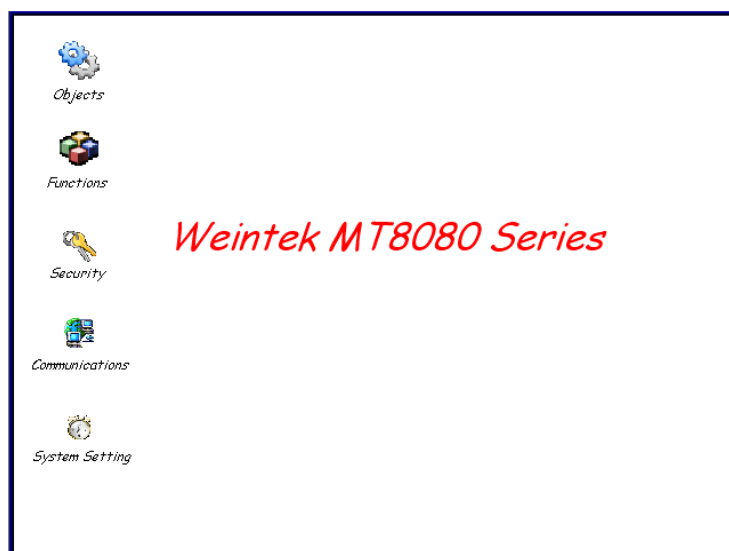 Objects
Functions
Weintek MT8080 Series
Security
Communications
System Setting